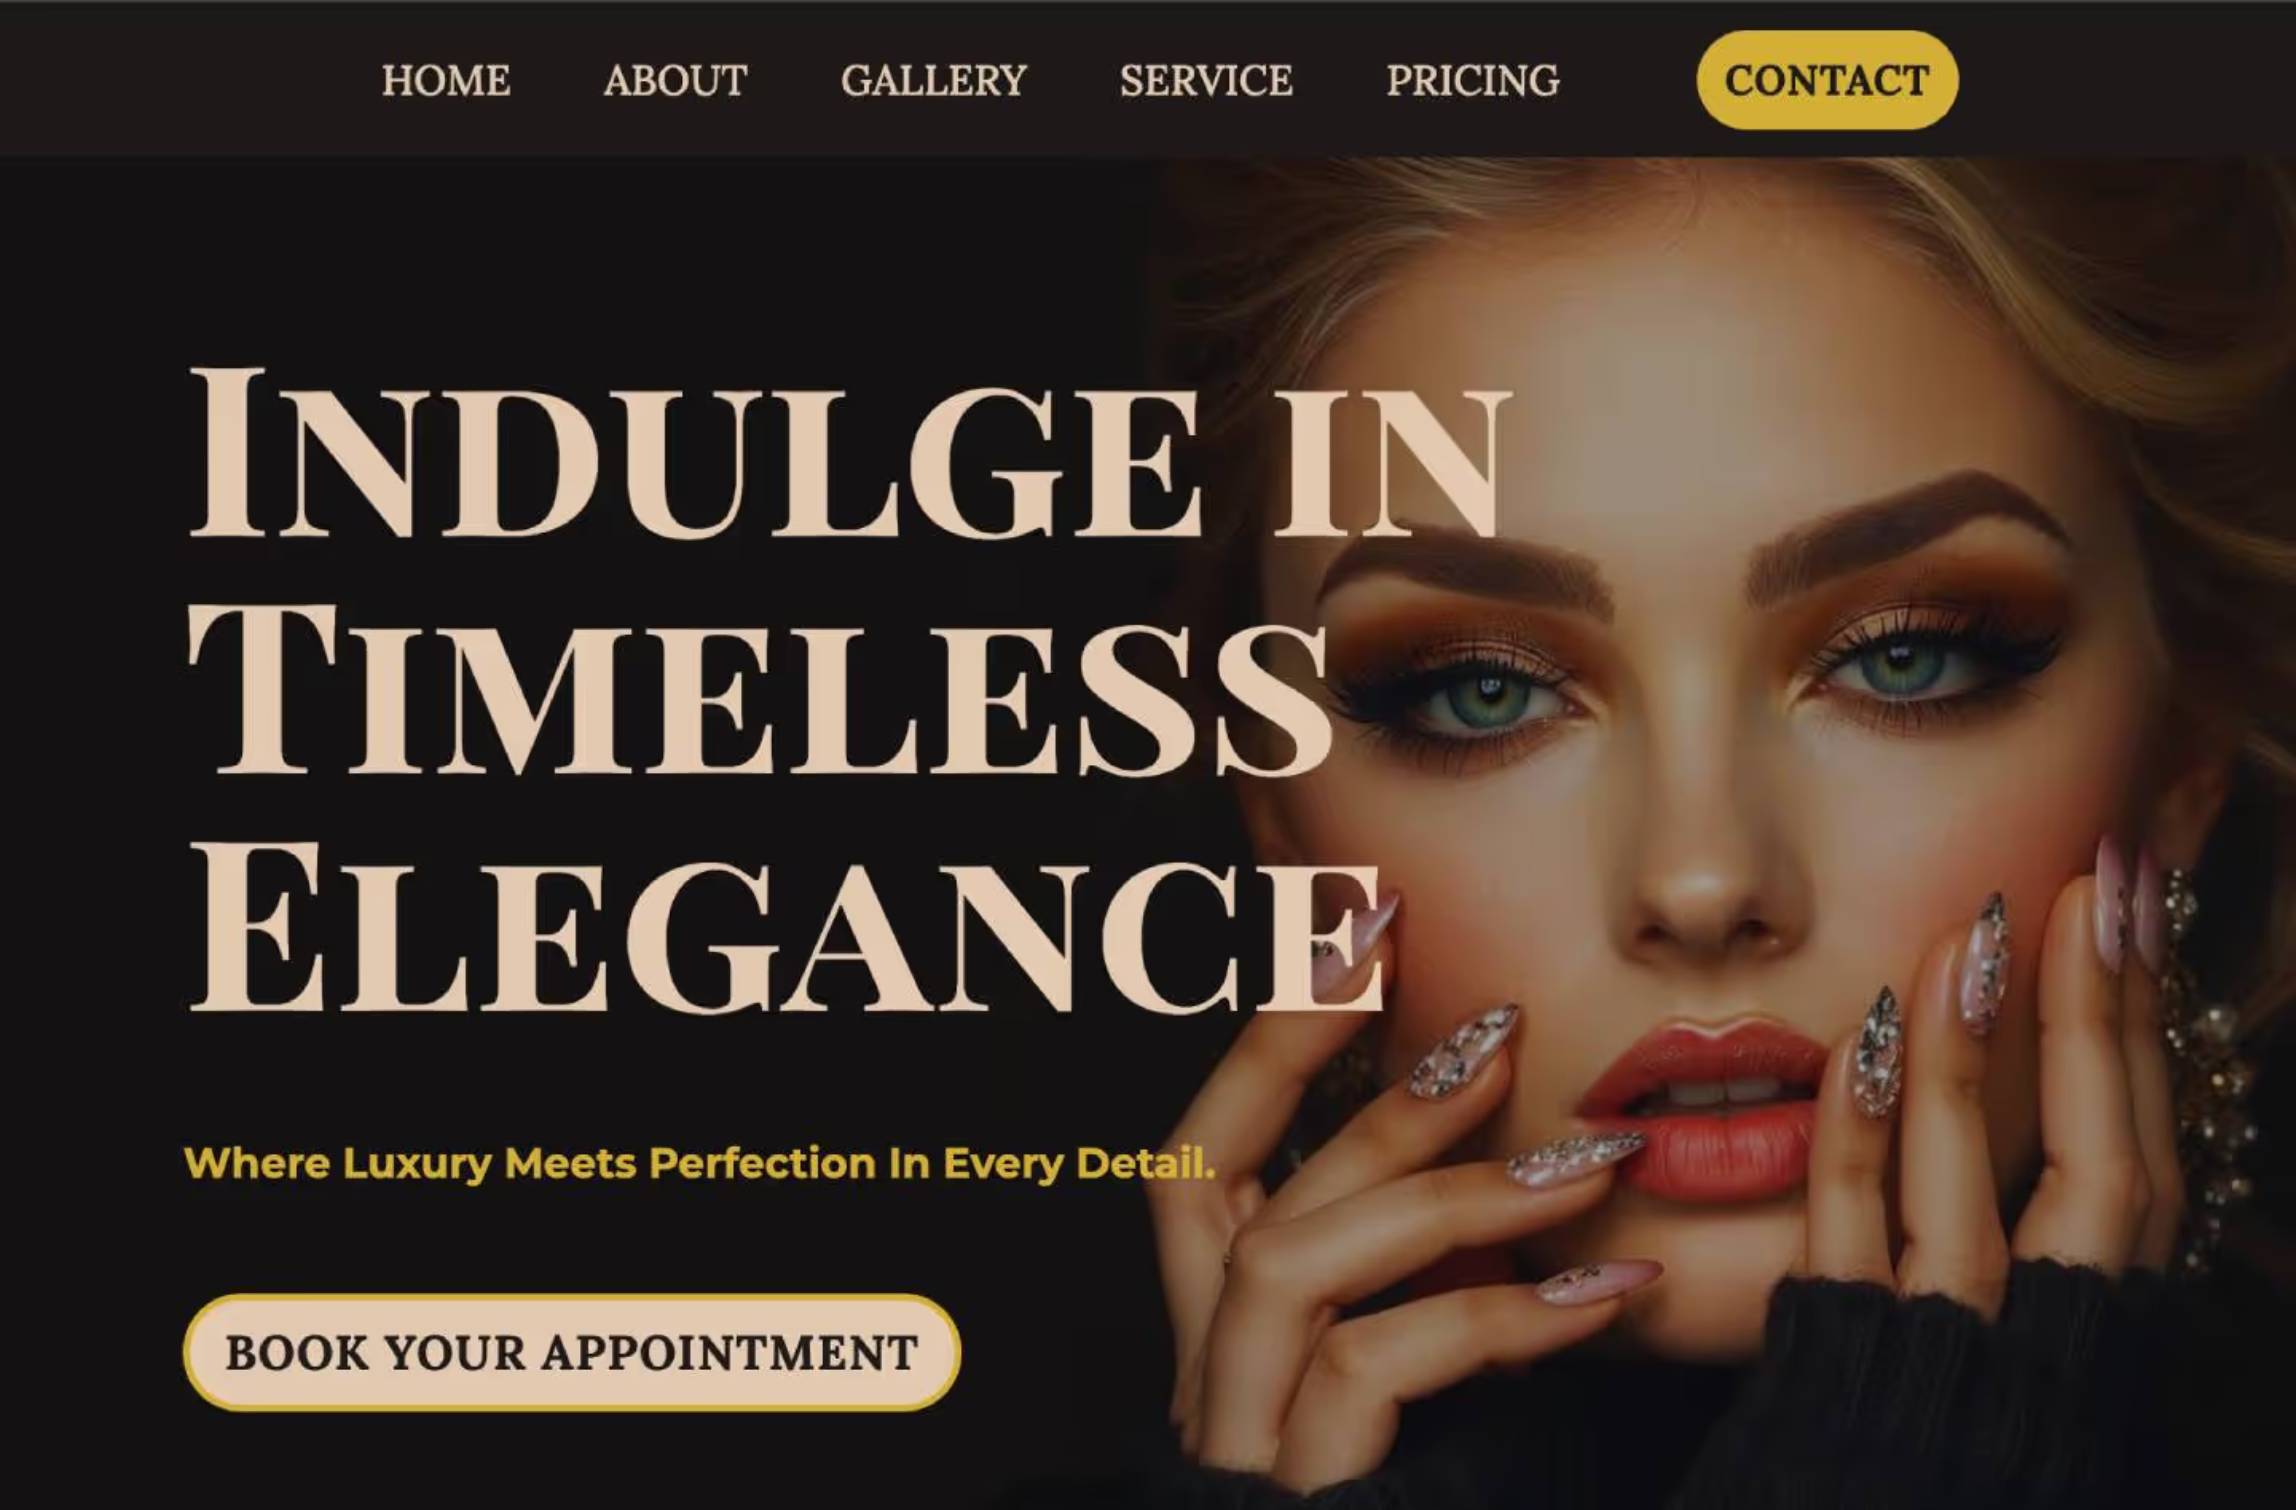 HOME ABOUT GALLERY SERVICE PRICING CONTACT
INDULGE IN
TIMELESS
ELEGANCE
Where Luxury Meets Perfection In Every Detail.
BOOK YOUR APPOINTMENT